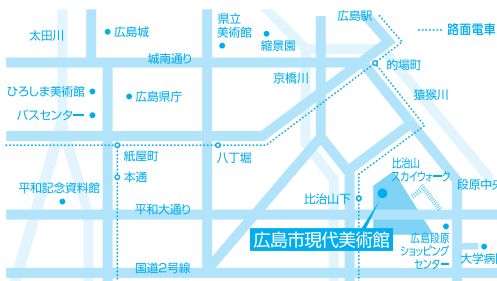 広島駅
路面電車
太田川
広島城
県立
美術館
縮景園
城南通り
的場町
京橋川
猿猴川
ひろしま美術館
広島県庁
バスセンター
紙屋町
八丁堀
本通
比治山
スカイウォーク
段原中央
平和記念資料館
比治山下
平和大通り
広島市現代美術館
広島段原
ショッピング
センター
大学病院
国道2号線